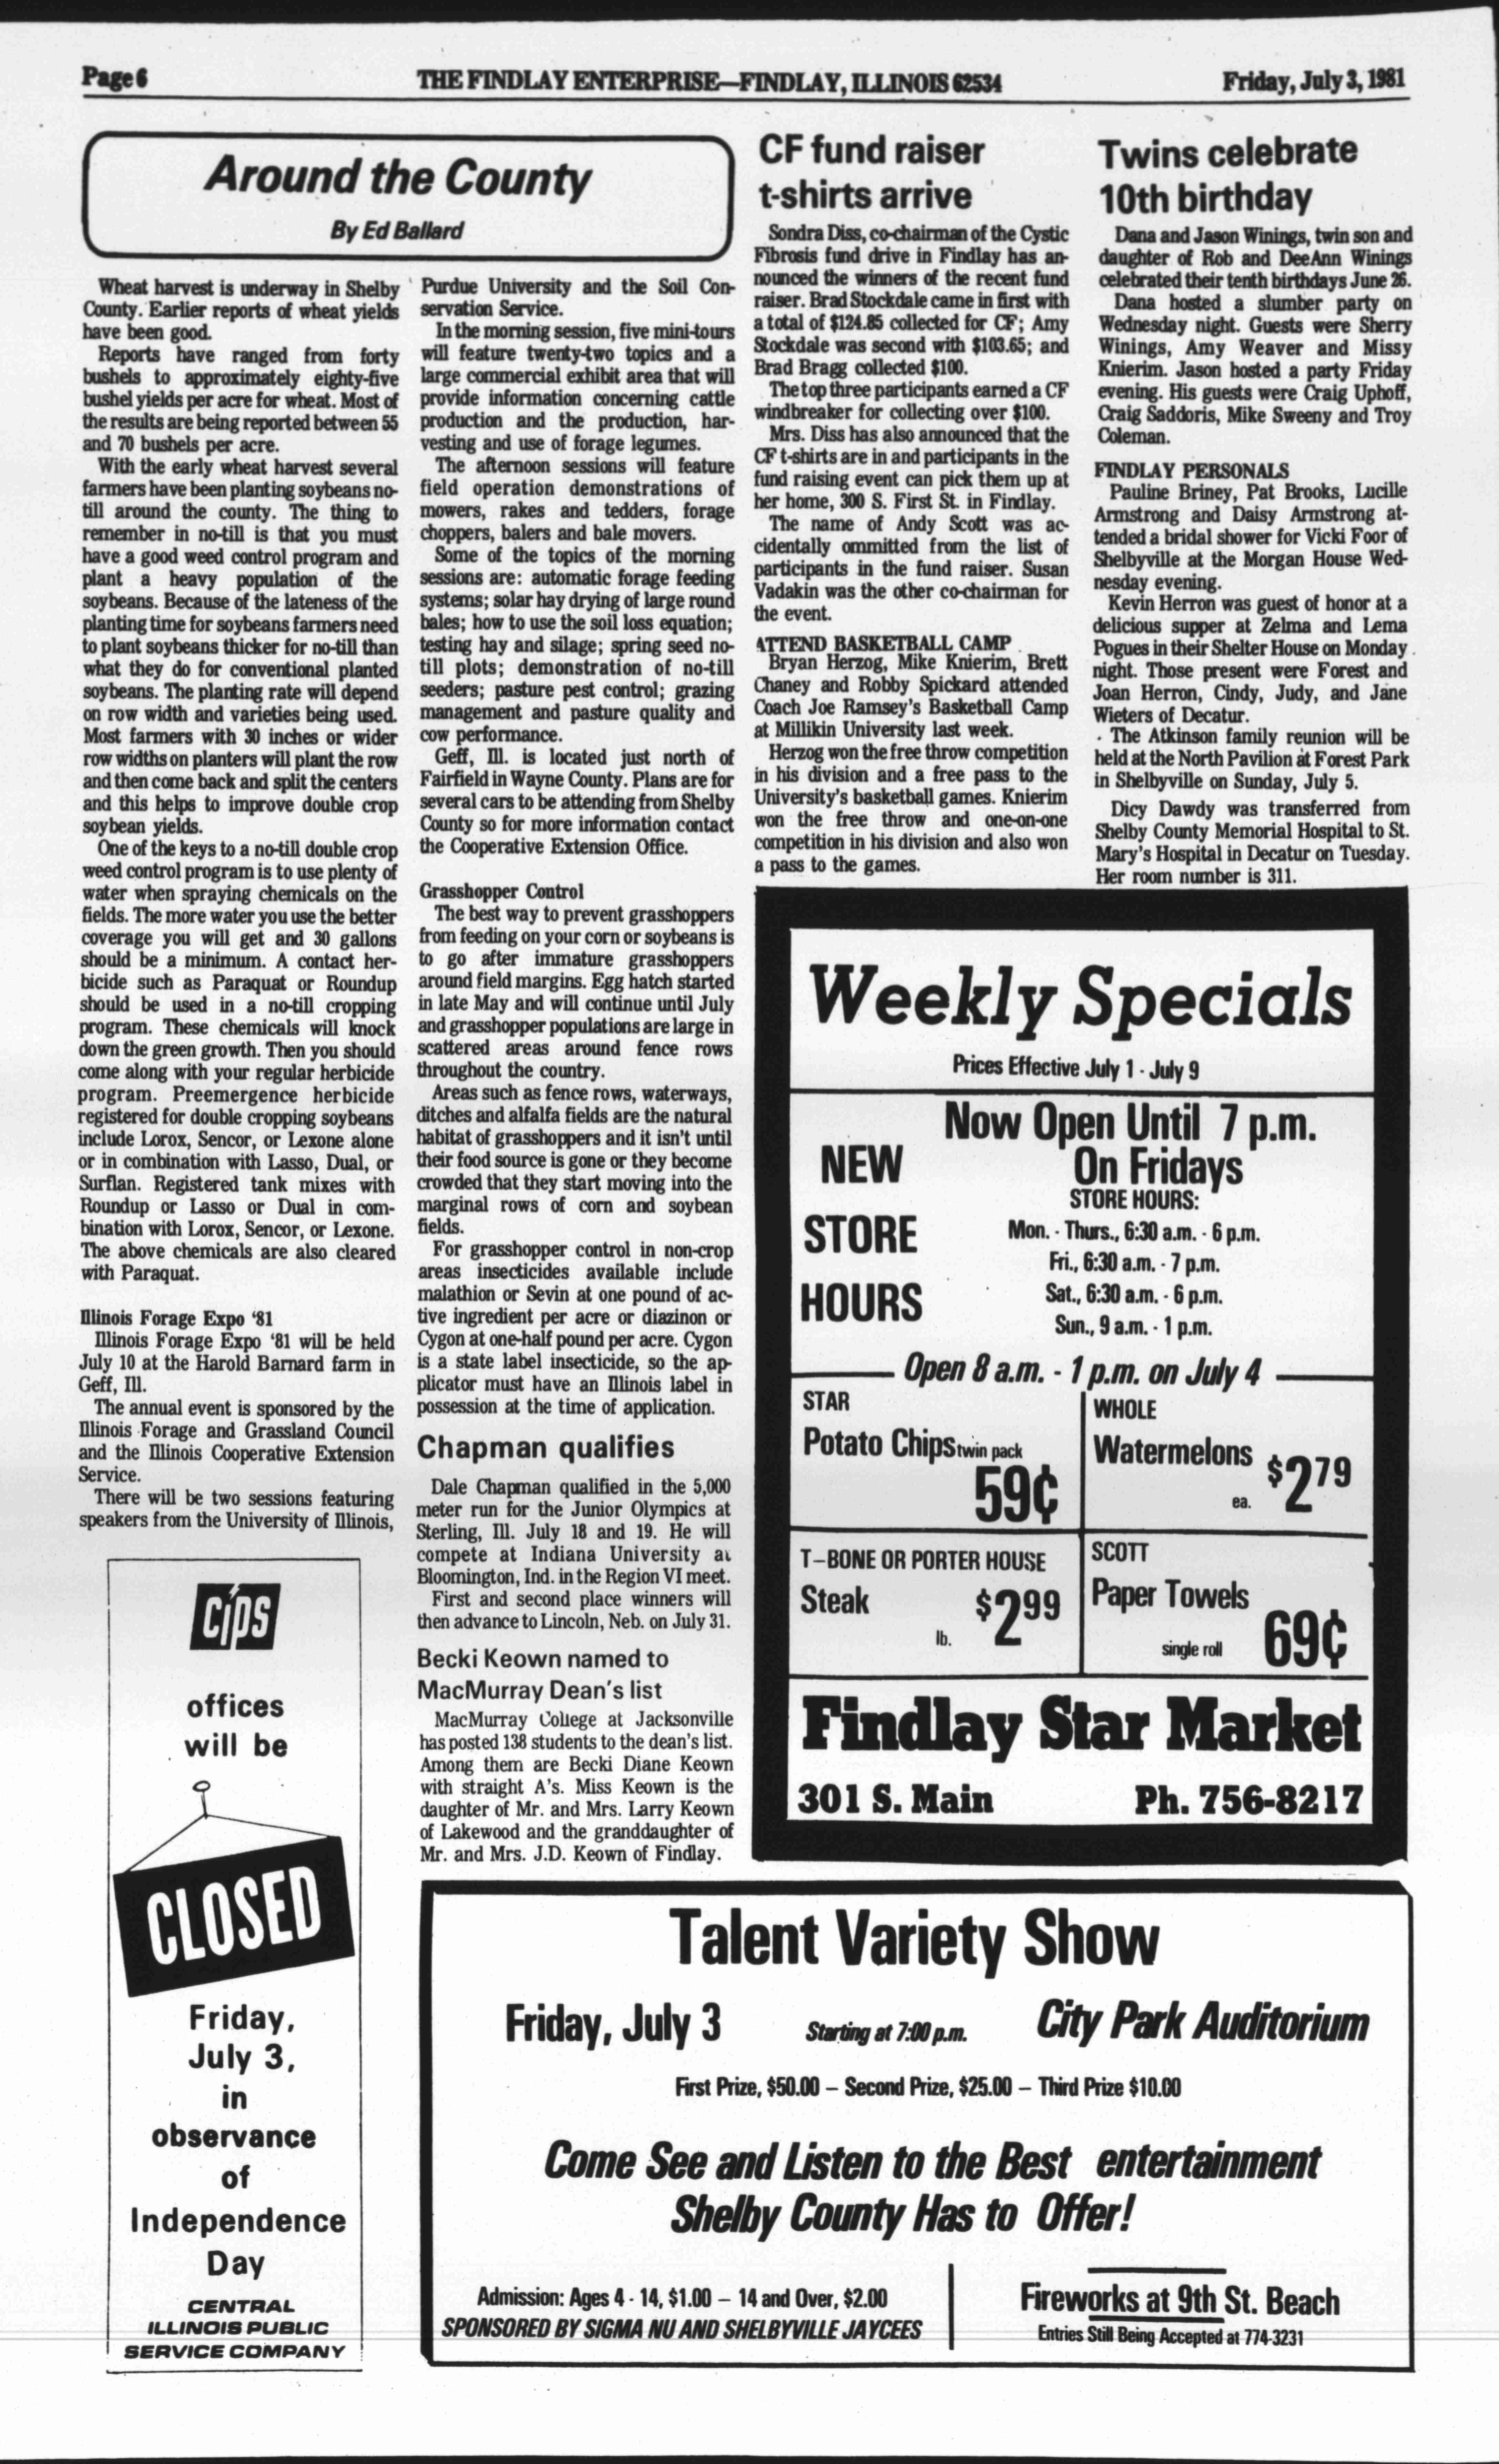 Page 6
THE FINDLAY ENTERPRISE—FINDLAY, ILLINOIS 62534
Friday, July 3, 1981
Around the County
By Ed Ballard
Wheat harvest is underway in Shelby
County. Earlier reports of wheat yields
have been good.
Reports have ranged from forty
bushels to approximately eighty-five
bushel yields per acre for wheat. Most of
the results are being reported between 55
and 70 bushels per acre.
With the early wheat harvest several
farmers have been planting soybeans no-
till around the county. The thing to
remember in no-till is that you must
have a good weed control program and
plant a heavy population of the
soybeans. Because of the lateness of the
planting time for soybeans farmers need
to plant soybeans thicker for no-till than
what they do for conventional planted
soybeans. The planting rate will depend
on row width and varieties being used.
Most farmers with 30 inches or wider
row widths on planters will plant the row
and then come back and split the centers
and this helps to improve double crop
soybean yields.
One of the keys to a no-till double crop
weed control program is to use plenty of
water when spraying chemicals on the
fields. The more water you use the better
coverage you will get and 30 gallons
should be a minimum. A contact her-
bicide such as Paraquat or Roundup
should be used in a no-till cropping
program. These chemicals will knock
down the green growth. Then you should
come along with your regular herbicide
program. Preemergence herbicide
registered for double cropping soybeans
include Lorox, Sencor, or Lexone alone
or in combination with Lasso, Dual, or
Surflan. Registered tank mixes with
Roundup or Lasso or Dual in com-
bination with Lorox, Sencor, or Lexone.
The above chemicals are also cleared
with Paraquat.
Illinois Forage Expo ‘81
Illinois Forage Expo ‘81 will be held
July 10 at the Harold Barnard farm in
Geff, Ill.
The annual event is sponsored by the
Illinois Forage and Grassland Council
and the Illinois Cooperative Extension
Service.
There will be two sessions featuring
speakers from the University of Illinois,
Purdue University and the Soil Con-
servation Service.
In the morning session, five mini-tours
will feature twenty-two topics and a
large commercial exhibit area that will
provide information concerning cattle
production and the production, har-
vesting and use of forage legumes.
The afternoon sessions will feature
field operation demonstrations of
mowers, rakes and tedders, forage
choppers, balers and bale movers.
Some of the topics of the morning
sessions are: automatic forage feeding
systems; solar hay drying of large round
bales; how to use the soil loss equation;
testing hay and silage; spring seed no-
till plots; demonstration of no-till
seeders; pasture pest control; grazing
management and pasture quality and
cow performance.
Geff, Ill. is located just north of
Fairfield in Wayne County. Plans are for
several cars to be attending from Shelby
County so for more information contact
the Cooperative Extension Office.
Grasshopper Control
The best way to prevent grasshoppers
from feeding on your corn or soybeans is
to go after immature grasshoppers
around field margins. Egg hatch started
in late May and will continue until July
and grasshopper populations are large in
scattered areas around fence rows
throughout the country.
Areas such as fence rows, waterways,
ditches and alfalfa fields are the natural
habitat of grasshoppers and it isn't until
their food source is gone or they become
crowded that they start moving into the
marginal rows of corn and soybean
fields.
For grasshopper control in non-crop
areas insecticides available include
malathion or Sevin at one pound of ac-
tive ingredient per acre or diazinon or
Cygon at one-half pound per acre. Cygon
is a state label insecticide, so the ap-
plicator must have an Illinois label in
possession at the time of application.
Chapman qualifies
Dale Chapman qualified in the 5,000
meter run for the Junior Olympics at
Sterling, Ill. July 18 and 19. He will
compete at Indiana University at
Bloomington, Ind. in the Region VI meet.
First and second place winners will
then advance to Lincoln, Neb. on July 31.
Becki Keown named to
MacMurray Dean's list
MacMurray College at Jacksonville
has posted 138 students to the dean's list.
Among them are Becki Diane Keown
with straight A's. Miss Keown is the
daughter of Mr. and Mrs. Larry Keown
of Lakewood and the granddaughter of
Mr. and Mrs. J.D. Keown of Findlay.
CF fund raiser
t-shirts arrive
Sondra Diss, co-chairman of the Cystic
Fibrosis fund drive in Findlay has an-
nounced the winners of the recent fund
raiser. Brad Stockdale came in first with
a total of $124.85 collected for CF; Amy
Stockdale was second with $103.65; and
Brad Bragg collected $100.
The top three participants earned a CF
windbreaker for collecting over $100.
Mrs. Diss has also announced that the
CF t-shirts are in and participants in the
fund raising event can pick them up at
her home, 300 S. First St. in Findlay.
The name of Andy Scott was ac-
cidentally ommitted from the list of
participants in the fund raiser. Susan
Vadakin was the other co-chairman for
the event.
ATTEND BASKETBALL CAMP
Bryan Herzog, Mike Knierim, Brett
Chaney and Robby Spickard attended
Coach Joe Ramsey's Basketball Camp
at Millikin University last week.
Herzog won the free throw competition
in his division and a free pass to the
University's basketball games. Knierim
won the free throw and one-on-one
competition in his division and also won
a pass to the games.
Twins celebrate
10th birthday
Dana and Jason Winings, twin son and
daughter of Rob and DeeAnn Winings
celebrated their tenth birthdays June 26.
Dana hosted a slumber party on
Wednesday night. Guests were Sherry
Winings, Amy Weaver and Missy
Knierim. Jason hosted a party Friday
evening. His guests were Craig Uphoff,
Craig Saddoris, Mike Sweeny and Troy
Coleman.
FINDLAY PERSONALS
Pauline Briney, Pat Brooks, Lucille
Armstrong and Daisy Armstrong at-
tended a bridal shower for Vicki Foor of
Shelbyville at the Morgan House Wed-
nesday evening.
Kevin Herron was guest of honor at a
delicious supper at Zelma and Lema
Pogues in their Shelter House on Monday
night. Those present were Forest and
Joan Herron, Cindy, Judy, and Jane
Wieters of Decatur.
The Atkinson family reunion will be
held at the North Pavilion at Forest Park
in Shelbyville on Sunday, July 5.
Dicy Dawdy was transferred from
Shelby County Memorial Hospital to St.
Mary's Hospital in Decatur on Tuesday.
Her room number is 311.
Weekly Specials
Prices Effective July 1 - July 9
NEW
STORE
HOURS
Now Open Until 7 p.m.
On Fridays
STORE HOURS:
Mon. - Thurs., 6:30 a.m. - 6 p.m.
Fri., 6:30 a.m. - 7 p.m.
Sat., 6:30 a.m. - 6 p.m.
Sun., 9 a.m. - 1 p.m.
Open 8 a.m. - 1 p.m. on July 4
STAR
Potato Chips twin pack
59¢
WHOLE
Watermelons
ea. $2 79
T-BONE OR PORTER HOUSE
Steak
lb. $2 99
SCOTT
Paper Towels
single roll 69¢
Findlay Star Market
301 S. Main Ph. 756-8217
cips
offices
will be
CLOSED
Friday,
July 3,
in
observance
of
Independence
Day
CENTRAL
ILLINOIS PUBLIC
SERVICE COMPANY
Talent Variety Show
Friday, July 3 Starting at 7:00 p.m. City Park Auditorium
First Prize, $50.00 – Second Prize, $25.00 – Third Prize $10.00
Come See and Listen to the Best entertainment
Shelby County Has to Offer!
Admission: Ages 4 - 14, $1.00 – 14 and Over, $2.00
SPONSORED BY SIGMA NU AND SHELBYVILLE JAYCEES
Fireworks at 9th St. Beach
Entries Still Being Accepted at 774-3231